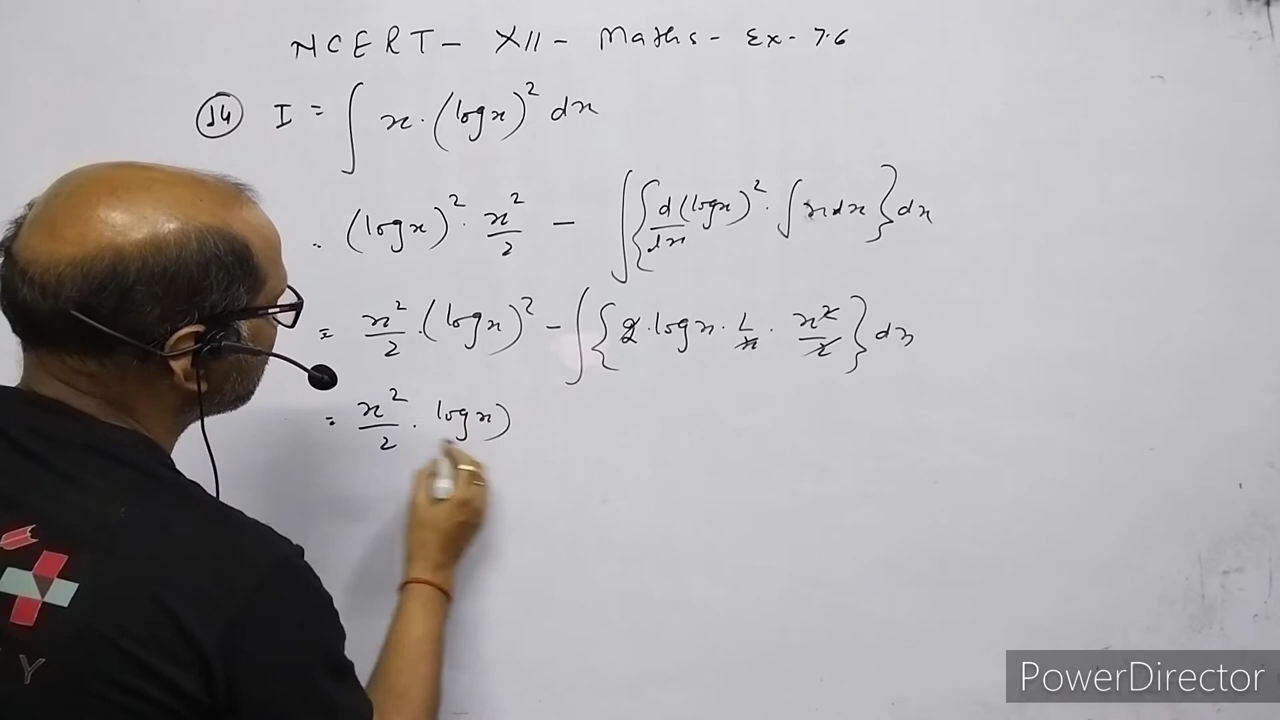 NCERT - XII - Maths - Ex - 7.6
14 I = ∫ x · (log x)² dx
= (log x)² · x²/2 - ∫ { d/dx (log x)² · ∫ x dx } dx
= x²/2 · (log x)² - ∫ { 2 · log x · 1/x · x²/2 } dx
= x²/2 · log x)
Y
PowerDirector